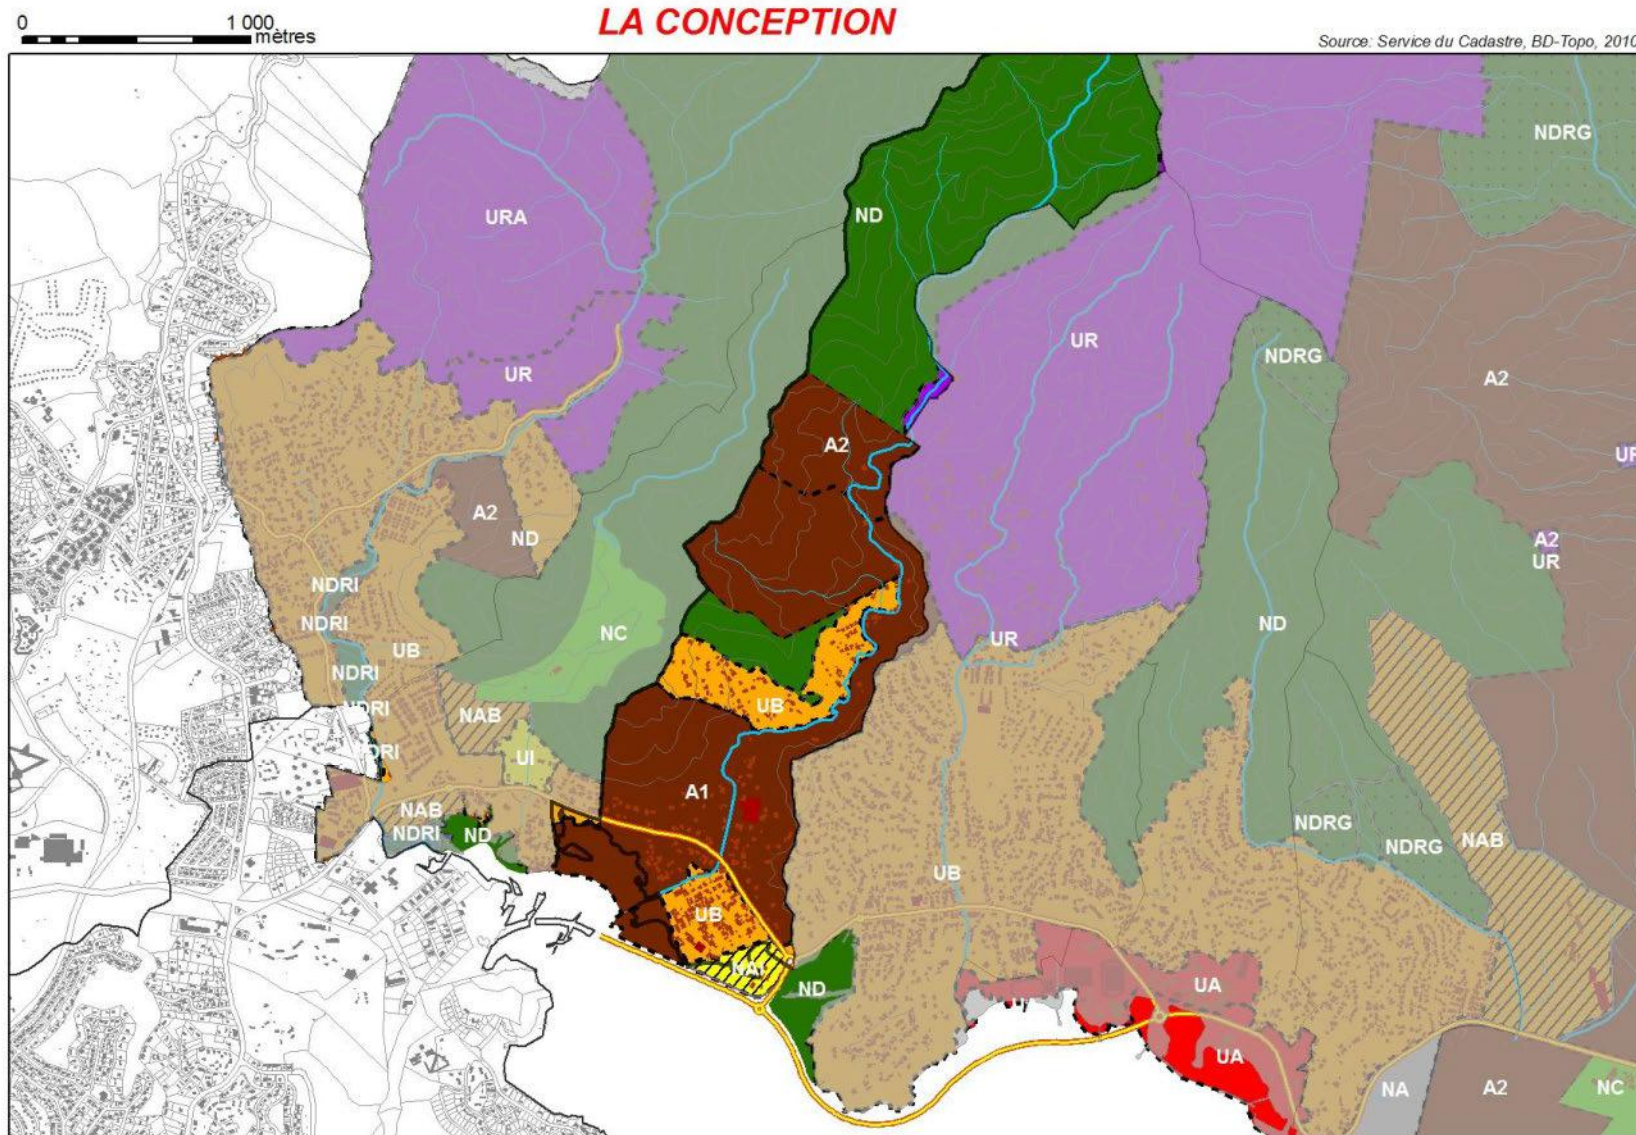 0 1 000
mètres
LA CONCEPTION
Source: Service du Cadastre, BD-Topo, 2010
NDRG
URA
ND
UR
UR
NDRG
A2
A2
UR
A2
ND
A2
UR
NDRI
NDRI
NC
UB
UR
ND
NDRI
NDRI
NAB
UB
NDRI
UI
A1
NAB
NDRI
ND
NDRG
NDRG
NAB
UB
UB
NAI
ND
UA
UA
NA
A2
NC